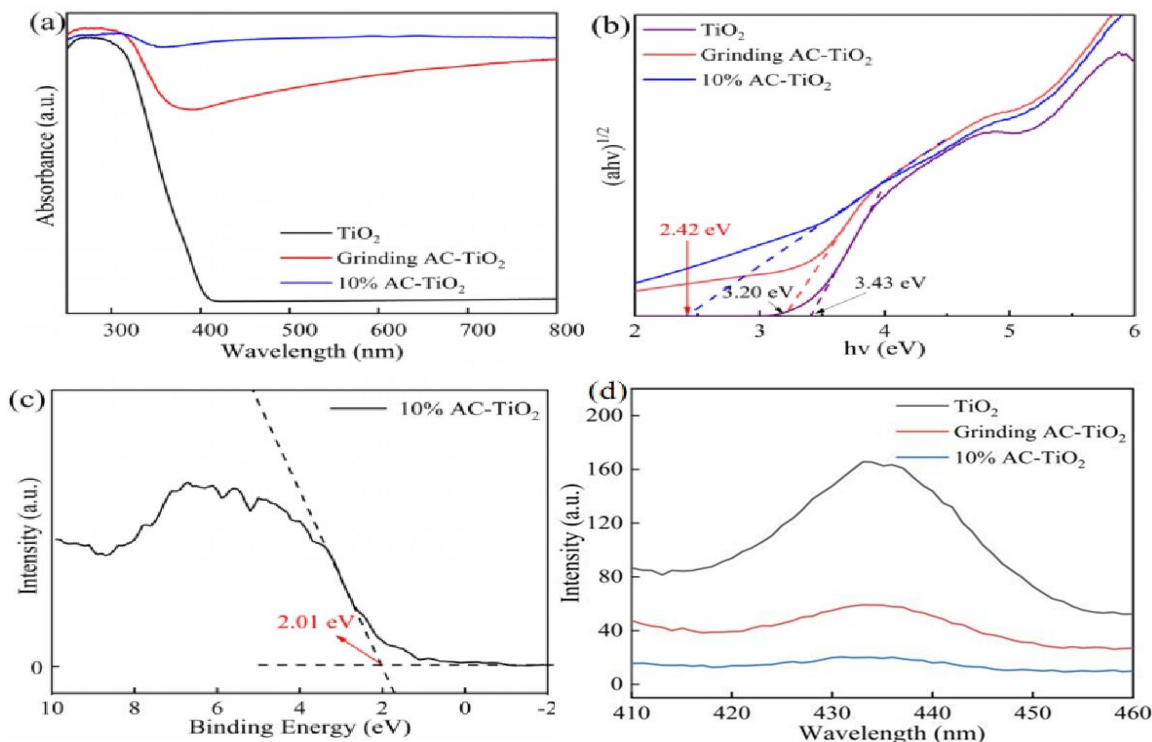 (a)
Absorbance (a.u.)
TiO2
Grinding AC-TiO2
10% AC-TiO2
300 400 500 600 700 800
Wavelength (nm)
(b)
(ahv)1/2
TiO2
Grinding AC-TiO2
10% AC-TiO2
2.42 eV
3.20 eV
3.43 eV
2 3 4 5 6
hv (eV)
(c)
Intensity (a.u.)
10% AC-TiO2
2.01 eV
0
10 8 6 4 2 0 -2
Binding Energy (eV)
(d)
Intensity (a.u.)
TiO2
Grinding AC-TiO2
10% AC-TiO2
200
160
120
80
40
0
410 420 430 440 450 460
Wavelength (nm)